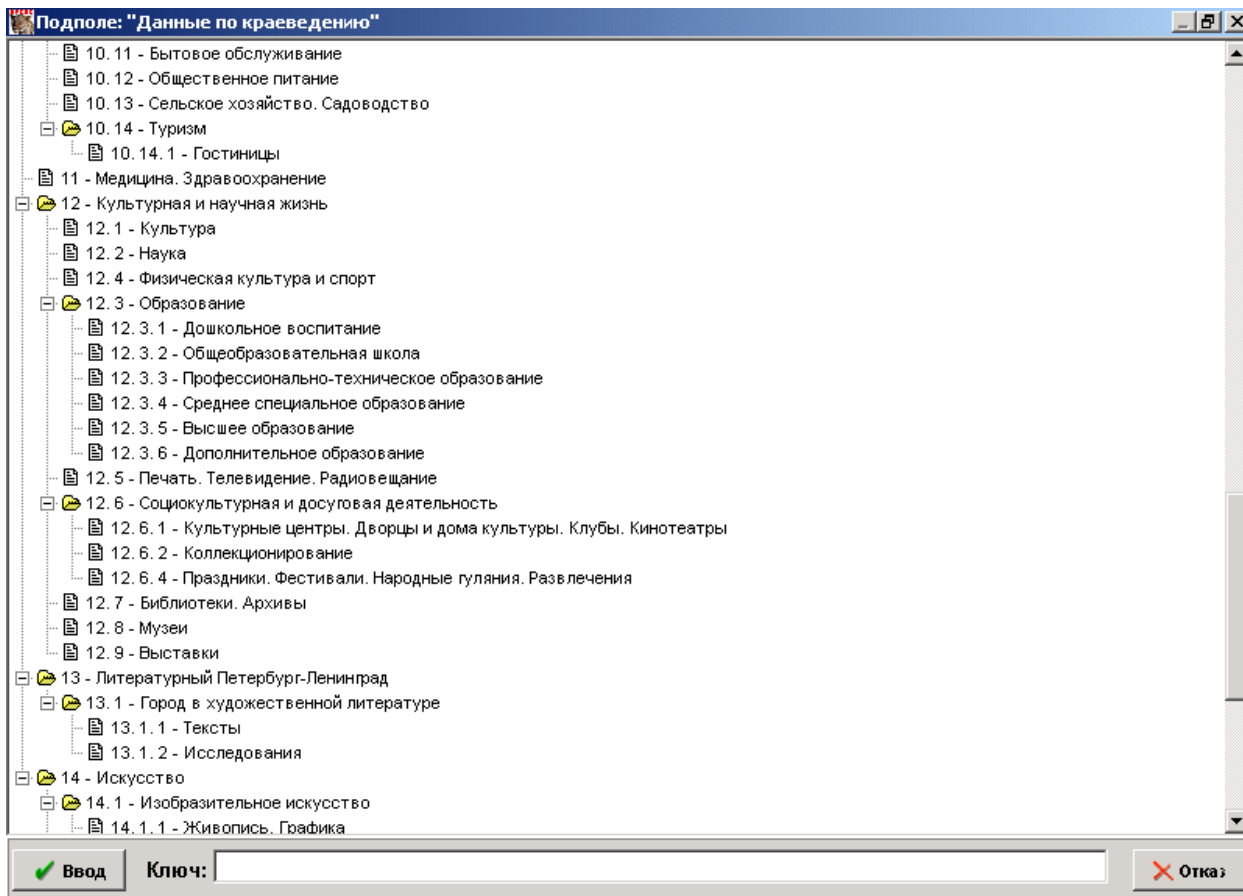 Подполе: "Данные по краеведению"
10.11 - Бытовое обслуживание
10.12 - Общественное питание
10.13 - Сельское хозяйство. Садоводство
10.14 - Туризм
10.14.1 - Гостиницы
11 - Медицина. Здравоохранение
12 - Культурная и научная жизнь
12.1 - Культура
12.2 - Наука
12.4 - Физическая культура и спорт
12.3 - Образование
12.3.1 - Дошкольное воспитание
12.3.2 - Общеобразовательная школа
12.3.3 - Профессионально-техническое образование
12.3.4 - Среднее специальное образование
12.3.5 - Высшее образование
12.3.6 - Дополнительное образование
12.5 - Печать. Телевидение. Радиовещание
12.6 - Социокультурная и досуговая деятельность
12.6.1 - Культурные центры. Дворцы и дома культуры. Клубы. Кинотеатры
12.6.2 - Коллекционирование
12.6.4 - Праздники. Фестивали. Народные гуляния. Развлечения
12.7 - Библиотеки. Архивы
12.8 - Музеи
12.9 - Выставки
13 - Литературный Петербург-Ленинград
13.1 - Город в художественной литературе
13.1.1 - Тексты
13.1.2 - Исследования
14 - Искусство
14.1 - Изобразительное искусство
14.1.1 - Живопись. Графика
Ввод Ключ: Отказ